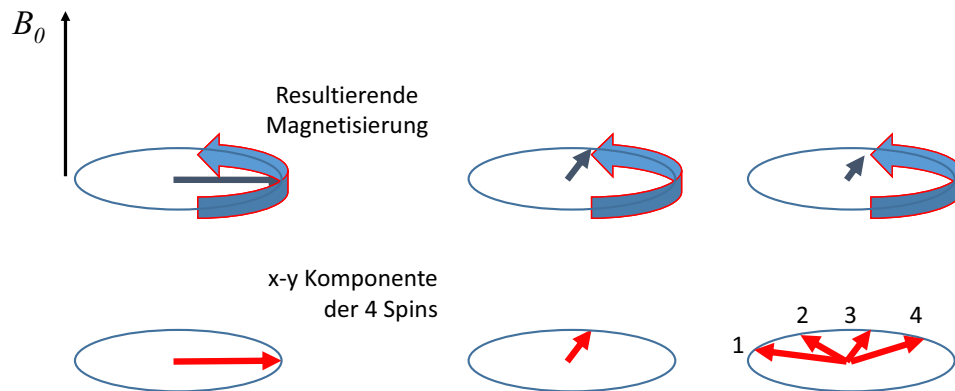 B0
Resultierende
Magnetisierung
x-y Komponente
der 4 Spins
1
2
3
4